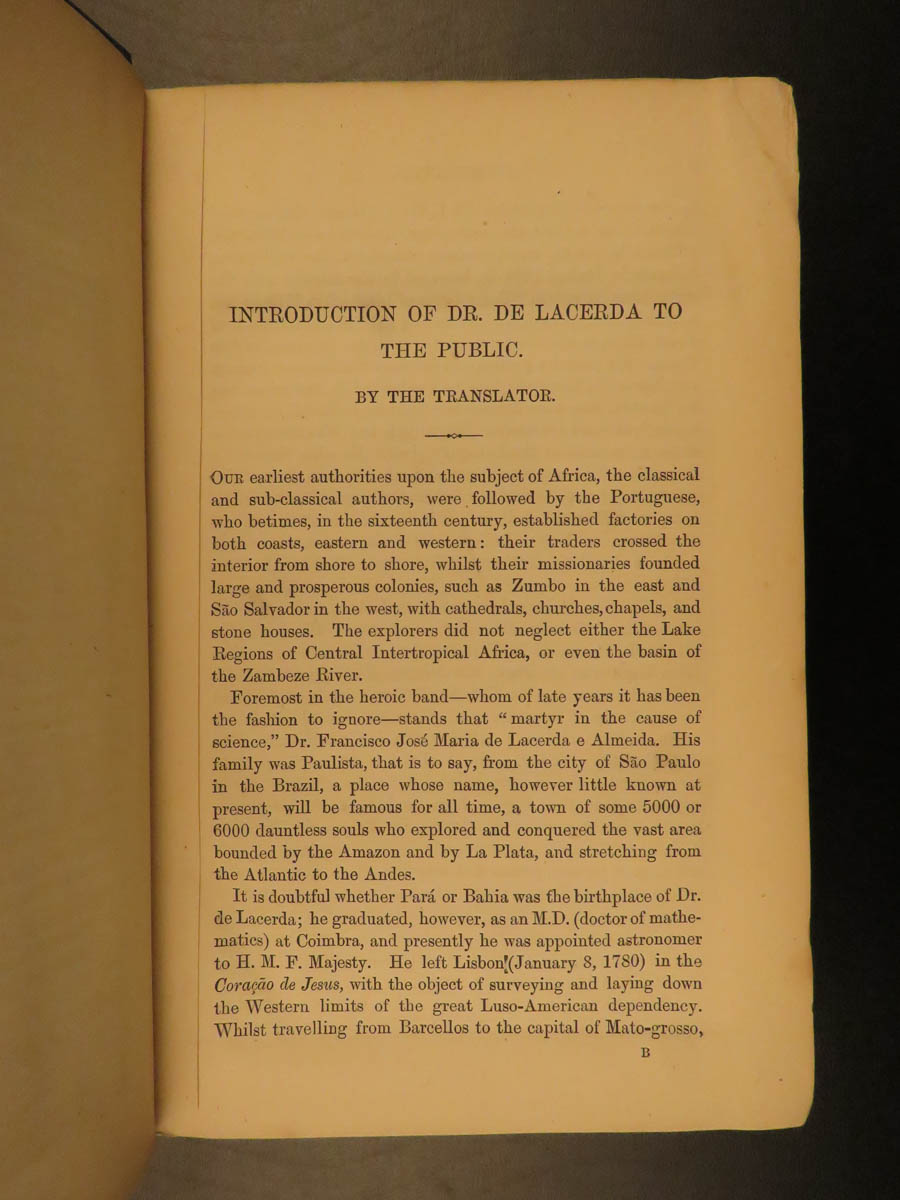 INTRODUCTION OF DR. DE LACERDA TO
THE PUBLIC.
BY THE TRANSLATOR.
OUR earliest authorities upon the subject of Africa, the classical
and sub-classical authors, were followed by the Portuguese,
who betimes, in the sixteenth century, established factories on
both coasts, eastern and western: their traders crossed the
interior from shore to shore, whilst their missionaries founded
large and prosperous colonies, such as Zumbo in the east and
São Salvador in the west, with cathedrals, churches, chapels, and
stone houses. The explorers did not neglect either the Lake
Regions of Central Intertropical Africa, or even the basin of
the Zambeze River.
Foremost in the heroic band—whom of late years it has been
the fashion to ignore—stands that "martyr in the cause of
science," Dr. Francisco José Maria de Lacerda e Almeida. His
family was Paulista, that is to say, from the city of São Paulo
in the Brazil, a place whose name, however little known at
present, will be famous for all time, a town of some 5000 or
6000 dauntless souls who explored and conquered the vast area
bounded by the Amazon and by La Plata, and stretching from
the Atlantic to the Andes.
It is doubtful whether Pará or Bahia was the birthplace of Dr.
de Lacerda; he graduated, however, as an M.D. (doctor of mathe-
matics) at Coimbra, and presently he was appointed astronomer
to H. M. F. Majesty. He left Lisbon (January 8, 1780) in the
Coração de Jesus, with the object of surveying and laying down
the Western limits of the great Luso-American dependency.
Whilst travelling from Barcellos to the capital of Mato-grosso,
B